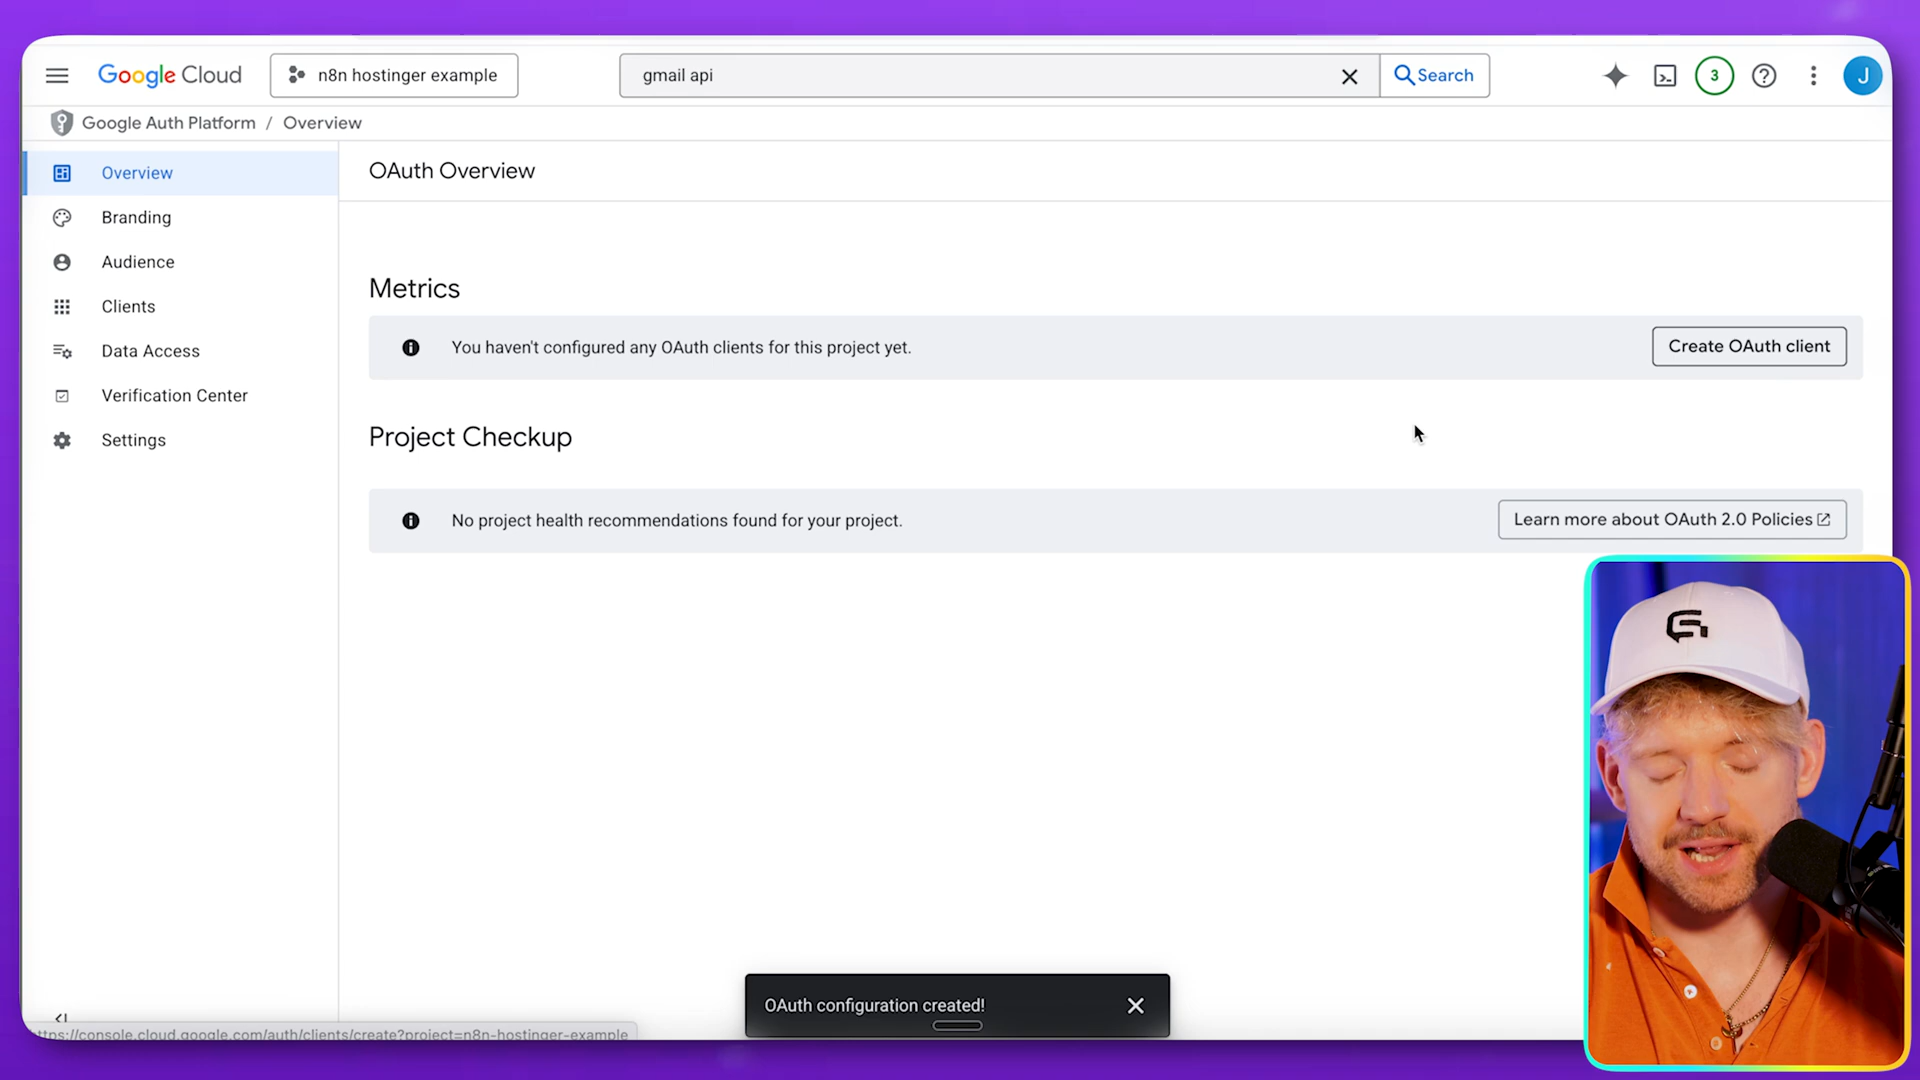 Google Cloud
n8n hostinger example
gmail api
Search
3
J
Google Auth Platform / Overview
Overview
Branding
Audience
Clients
Data Access
Verification Center
Settings
OAuth Overview
Metrics
You haven't configured any OAuth clients for this project yet.
Create OAuth client
Project Checkup
No project health recommendations found for your project.
Learn more about OAuth 2.0 Policies
OAuth configuration created!
https://console.cloud.google.com/auth/clients/create?project=n8n-hostinger-example